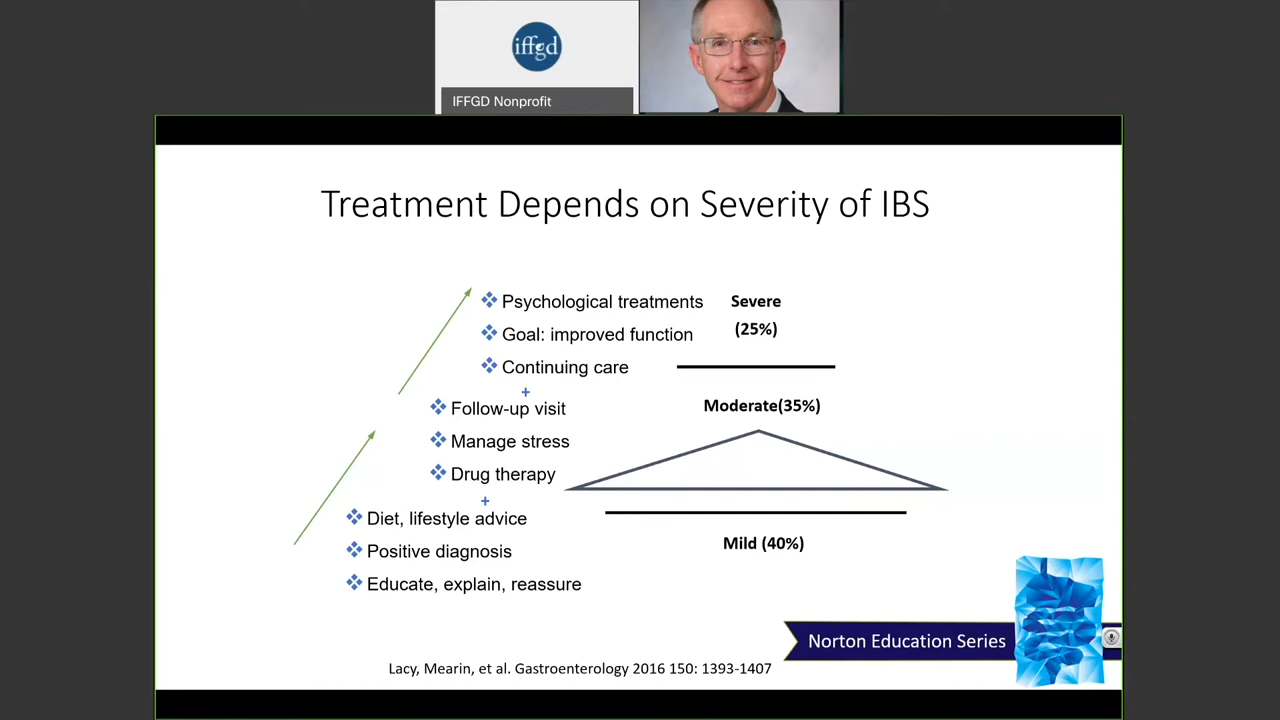 iffgd
IFFGD Nonprofit
Treatment Depends on Severity of IBS
❖ Psychological treatments
❖ Goal: improved function
❖ Continuing care
+
❖ Follow-up visit
❖ Manage stress
❖ Drug therapy
+
❖ Diet, lifestyle advice
❖ Positive diagnosis
❖ Educate, explain, reassure
Severe
(25%)
Moderate(35%)
Mild (40%)
Norton Education Series
Lacy, Mearin, et al. Gastroenterology 2016 150: 1393-1407